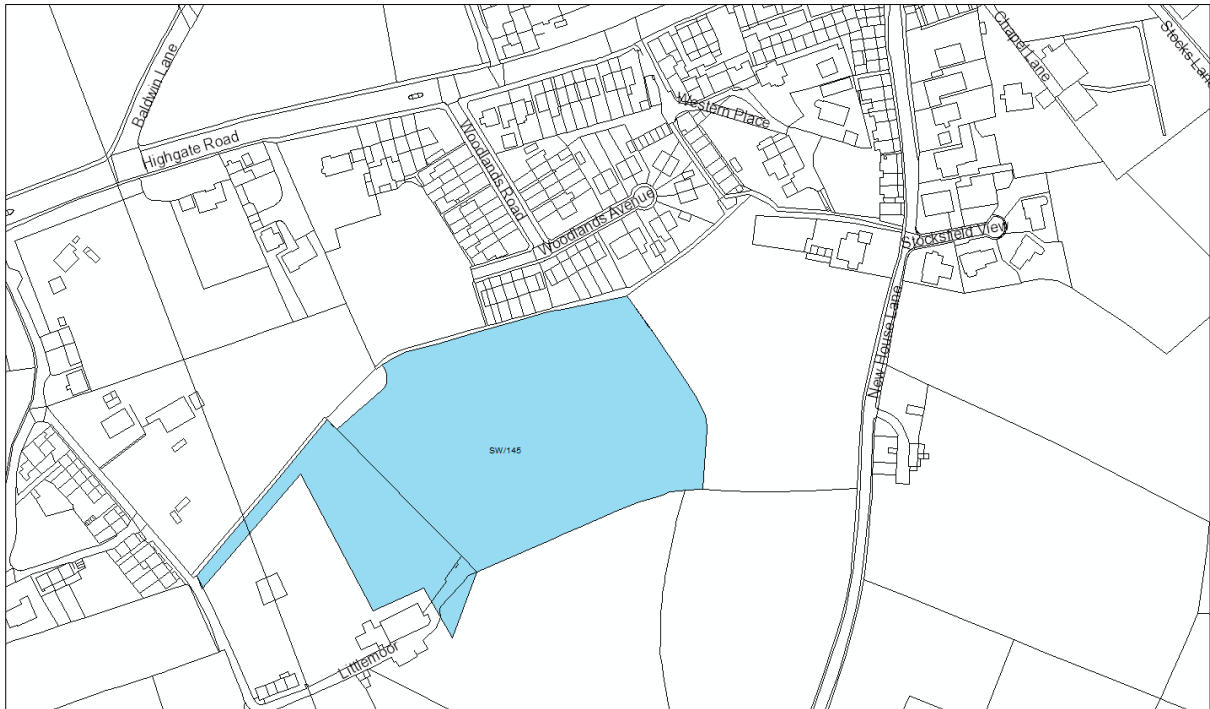 Baldwin Lane
Chapel Lane
Stocks Lane
Western Place
Highgate Road
Woodlands Road
Woodlands Avenue
Stocksfield View
New House Lane
SW/145
Littlemoor